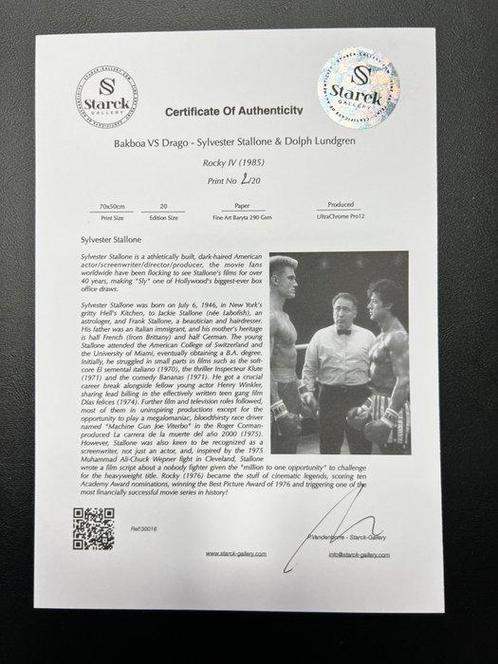 Starck
GALLERY
STARCK-GALLERY.COM
Starck
GALLERY
Certificate Of Authenticity
Bakboa VS Drago - Sylvester Stallone & Dolph Lundgren
Rocky IV (1985)
Print No 2/20
70x50cm 20 Paper Produced
Print Size Edition Size Fine Art Baryta 290 Gsm UltraChrome Pro12
Sylvester Stallone
Sylvester Stallone is a athletically built, dark-haired American
actor/screenwriter/director/producer, the movie fans
worldwide have been flocking to see Stallone's films for over
40 years, making "Sly" one of Hollywood's biggest-ever box
office draws.
Sylvester Stallone was born on July 6, 1946, in New York's
gritty Hell's Kitchen, to Jackie Stallone (née Labofish), an
astrologer, and Frank Stallone, a beautician and hairdresser.
His father was an Italian immigrant, and his mother's heritage
is half French (from Brittany) and half German. The young
Stallone attended the American College of Switzerland and
the University of Miami, eventually obtaining a B.A. degree.
Initially, he struggled in small parts in films such as the soft-
core El semental italiano (1970), the thriller Inspecteur Klute
(1971) and the comedy Bananas (1971). He got a crucial
career break alongside fellow young actor Henry Winkler,
sharing lead billing in the effectively written teen gang film
Días felices (1974). Further film and television roles followed,
most of them in uninspiring productions except for the
opportunity to play a megalomaniac, bloodthirsty race driver
named "Machine Gun Joe Viterbo" in the Roger Corman-
produced La carrera de la muerte del año 2000 (1975).
However, Stallone was also keen to be recognized as a
screenwriter, not just an actor, and, inspired by the 1975
Muhammad Ali-Chuck Wepner fight in Cleveland, Stallone
wrote a film script about a nobody fighter given the "million to one opportunity" to challenge
for the heavyweight title. Rocky (1976) became the stuff of cinematic legends, scoring ten
Academy Award nominations, winning the Best Picture Award of 1976 and triggering one of the
most financially successful movie series in history!
Ref:S0016
P.Vandenborre - Starck-Gallery
www.starck-gallery.com info@starck-gallery.com